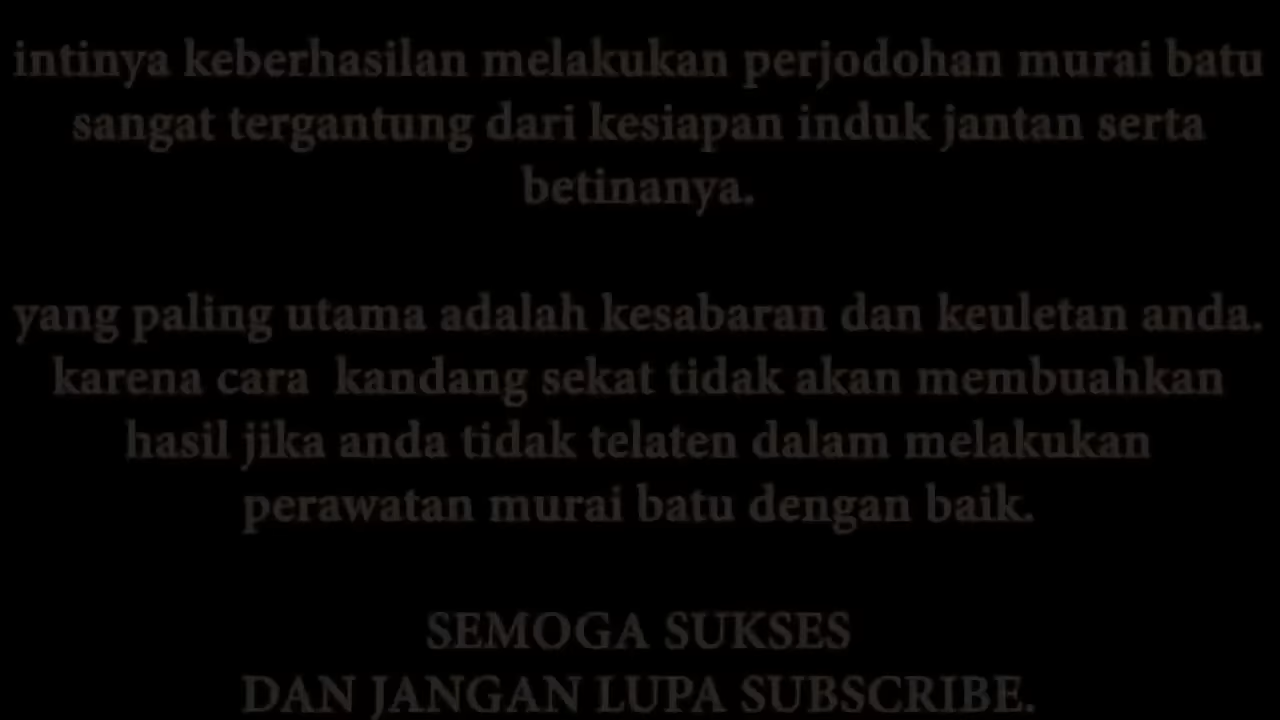 intinya keberhasilan melakukan perjodohan murai batu
sangat tergantung dari kesiapan induk jantan serta
betinanya.
yang paling utama adalah kesabaran dan keuletan anda.
karena cara kandang sekat tidak akan membuahkan
hasil jika anda tidak telaten dalam melakukan
perawatan murai batu dengan baik.
SEMOGA SUKSES
DAN JANGAN LUPA SUBSCRIBE.